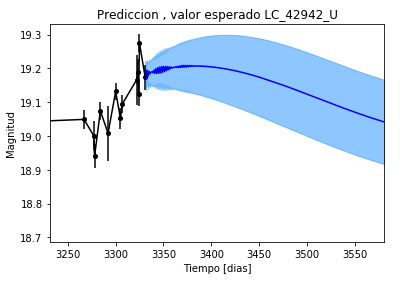 Prediccion , valor esperado LC_42942_U
19.3
19.2
19.1
19.0
18.9
18.8
18.7
Magnitud
3250 3300 3350 3400 3450 3500 3550
Tiempo [dias]